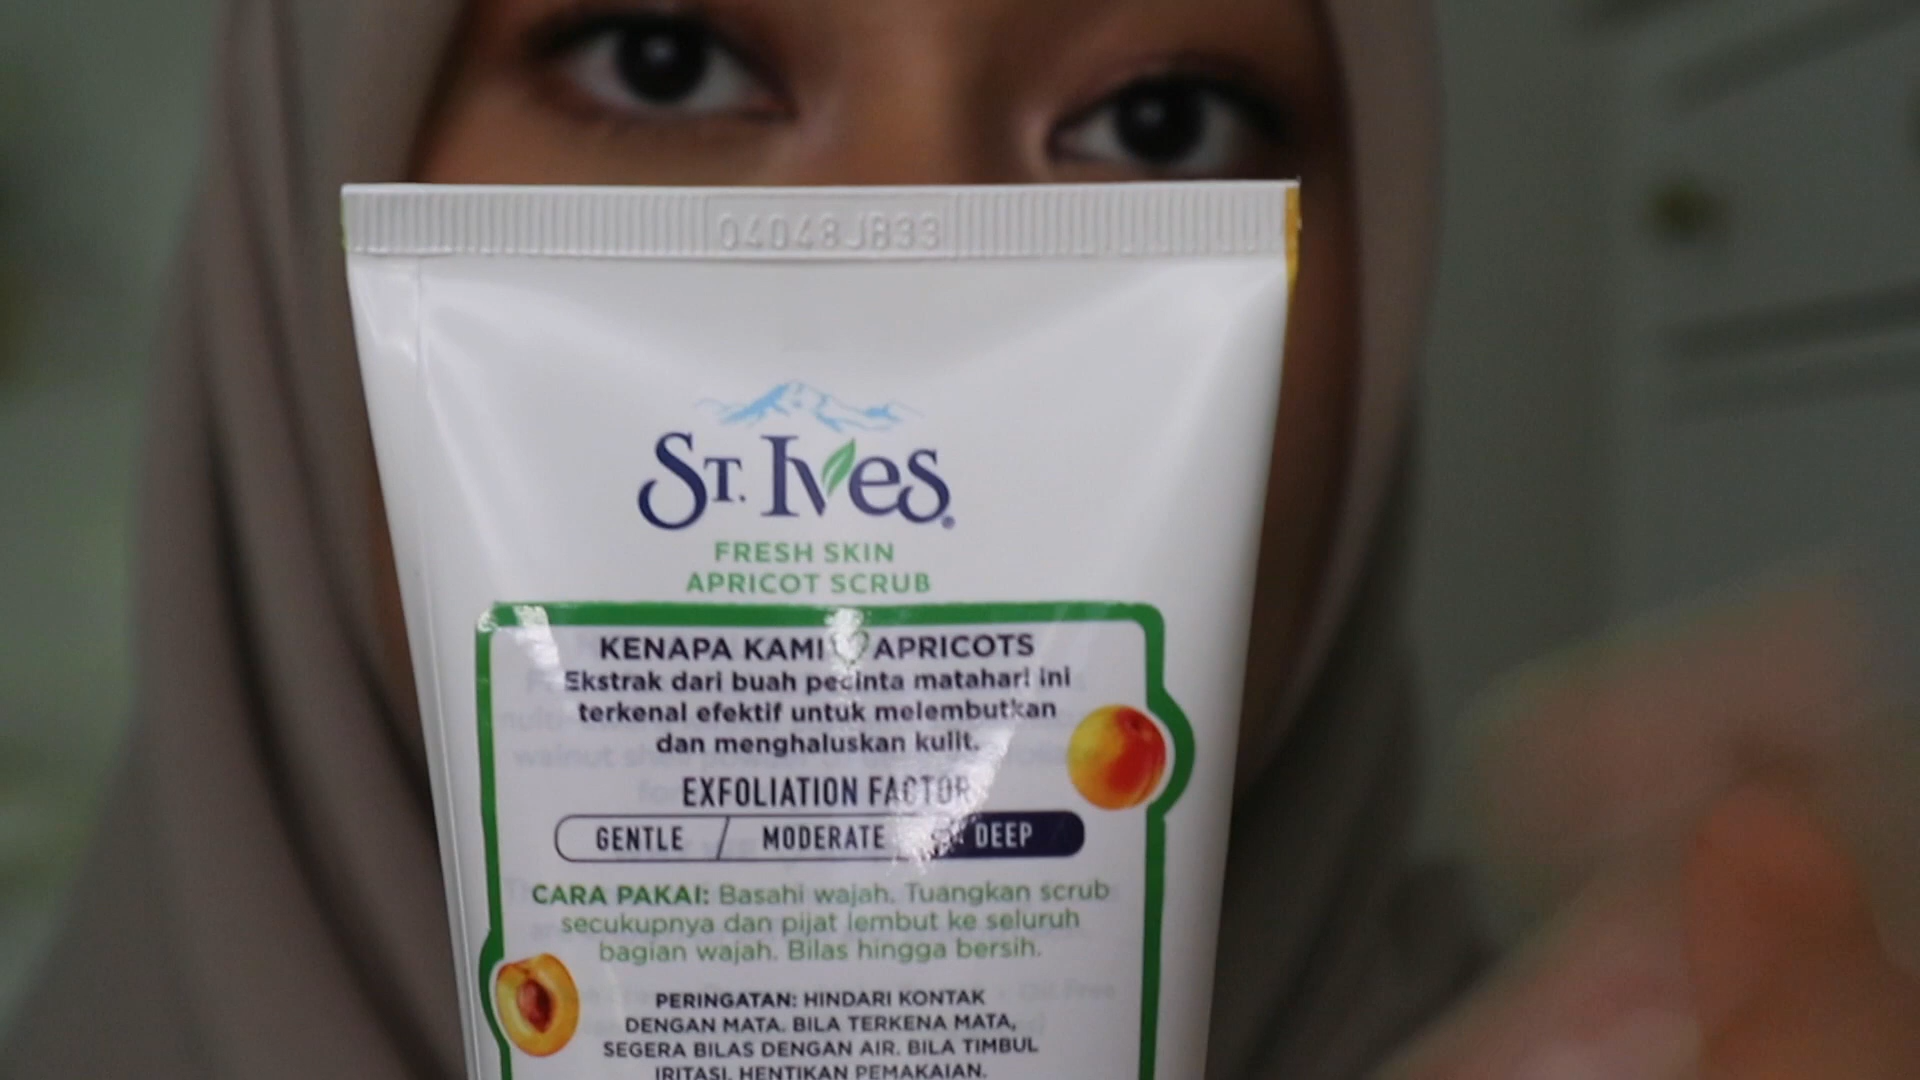 04048JB33
ST. Ives
FRESH SKIN
APRICOT SCRUB
KENAPA KAMI APRICOTS
Ekstrak dari buah pecinta matahari ini
terkenal efektif untuk melembutkan
dan menghaluskan kulit.
EXFOLIATION FACTOR
GENTLE / MODERATE DEEP
CARA PAKAI: Basahi wajah. Tuangkan scrub
secukupnya dan pijat lembut ke seluruh
bagian wajah. Bilas hingga bersih.
PERINGATAN: HINDARI KONTAK
DENGAN MATA. BILA TERKENA MATA,
SEGERA BILAS DENGAN AIR. BILA TIMBUL
IRITASI, HENTIKAN PEMAKAIAN.